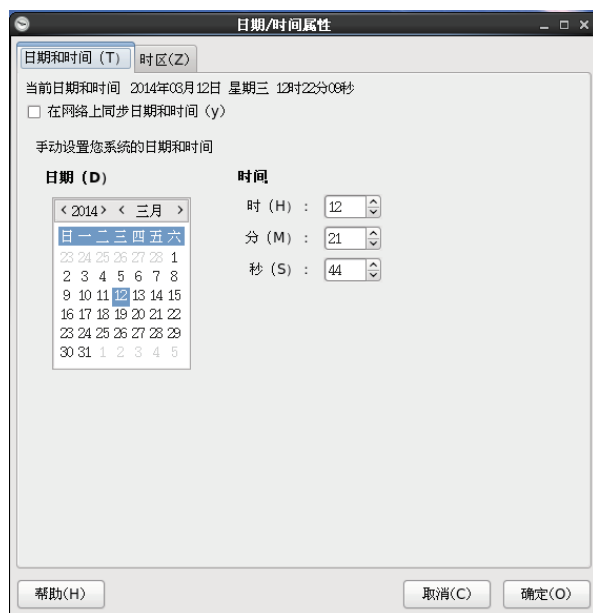 日期/时间属性
日期和时间 (T) 时区(Z)
当前日期和时间 2014年03月12日 星期三 12时22分09秒
在网络上同步日期和时间 (y)
手动设置您系统的日期和时间
日期 (D) 时间
< 2014 > < 三月 > 时 (H) : 12
日 一 二 三 四 五 六 分 (M) : 21
23 24 25 26 27 28 1 秒 (S) : 44
2 3 4 5 6 7 8
9 10 11 12 13 14 15
16 17 18 19 20 21 22
23 24 25 26 27 28 29
30 31 1 2 3 4 5
帮助(H) 取消(C) 确定(O)